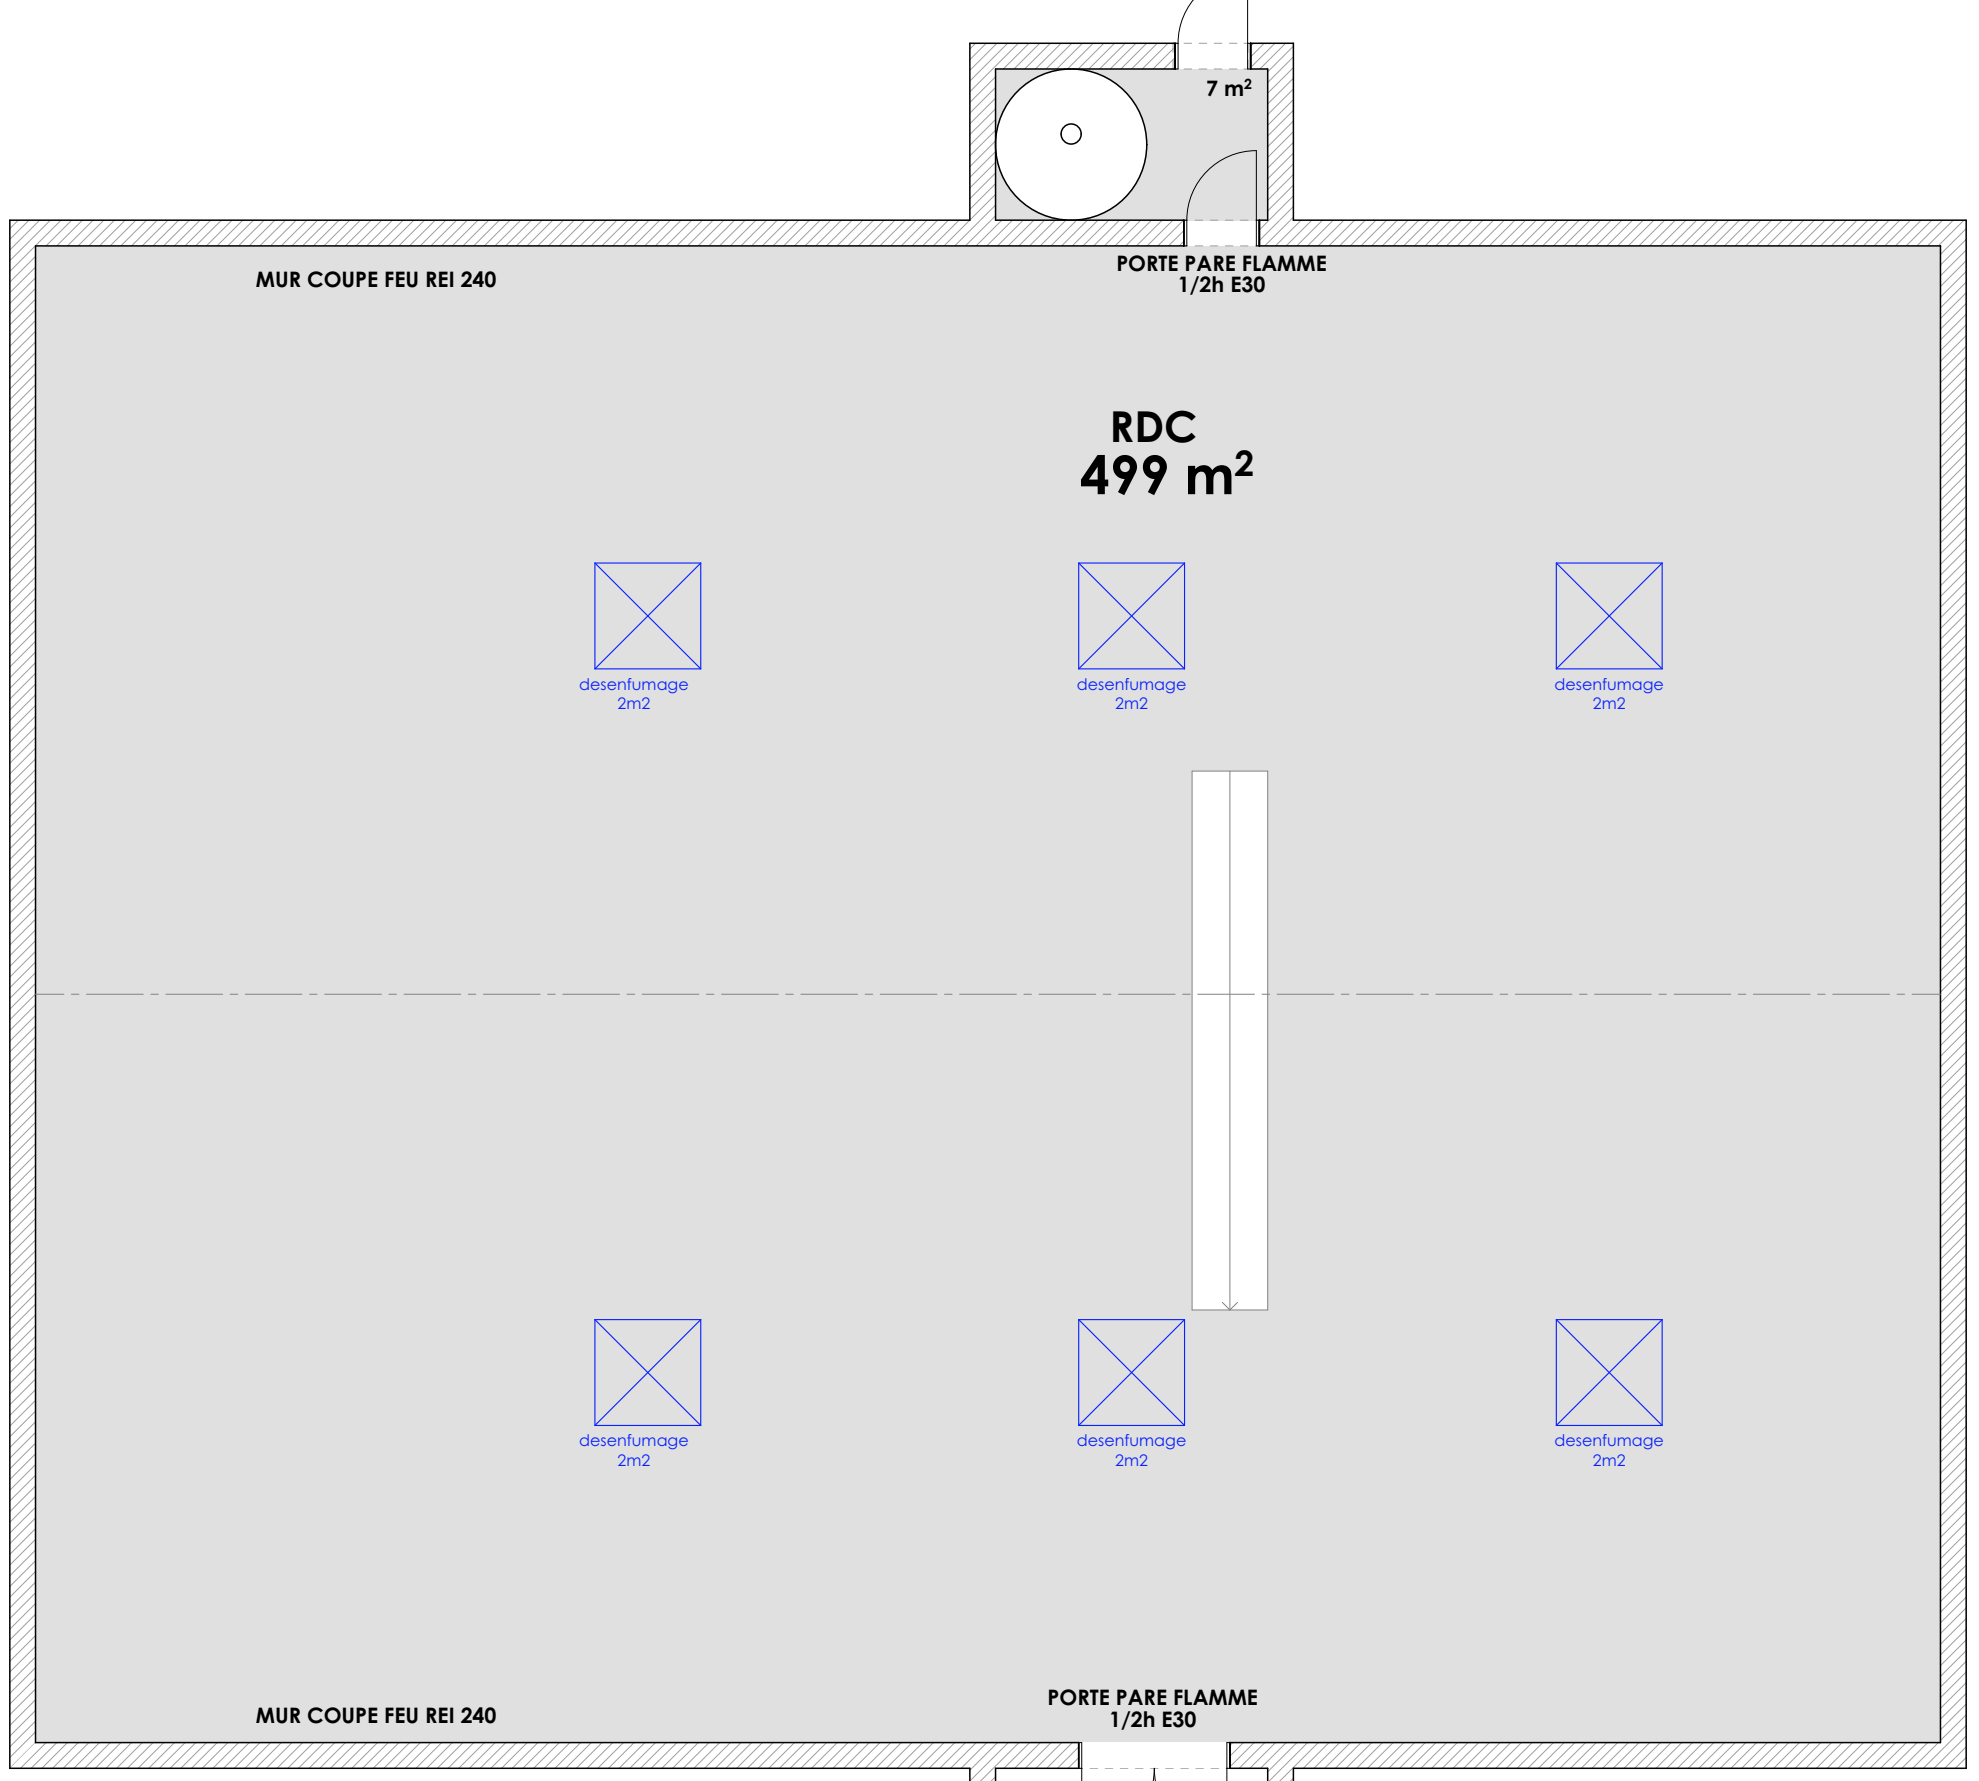 7 m²
MUR COUPE FEU REI 240
PORTE PARE FLAMME
1/2h E30
RDC
499 m²
desenfumage
2m2
desenfumage
2m2
desenfumage
2m2
desenfumage
2m2
desenfumage
2m2
desenfumage
2m2
MUR COUPE FEU REI 240
PORTE PARE FLAMME
1/2h E30